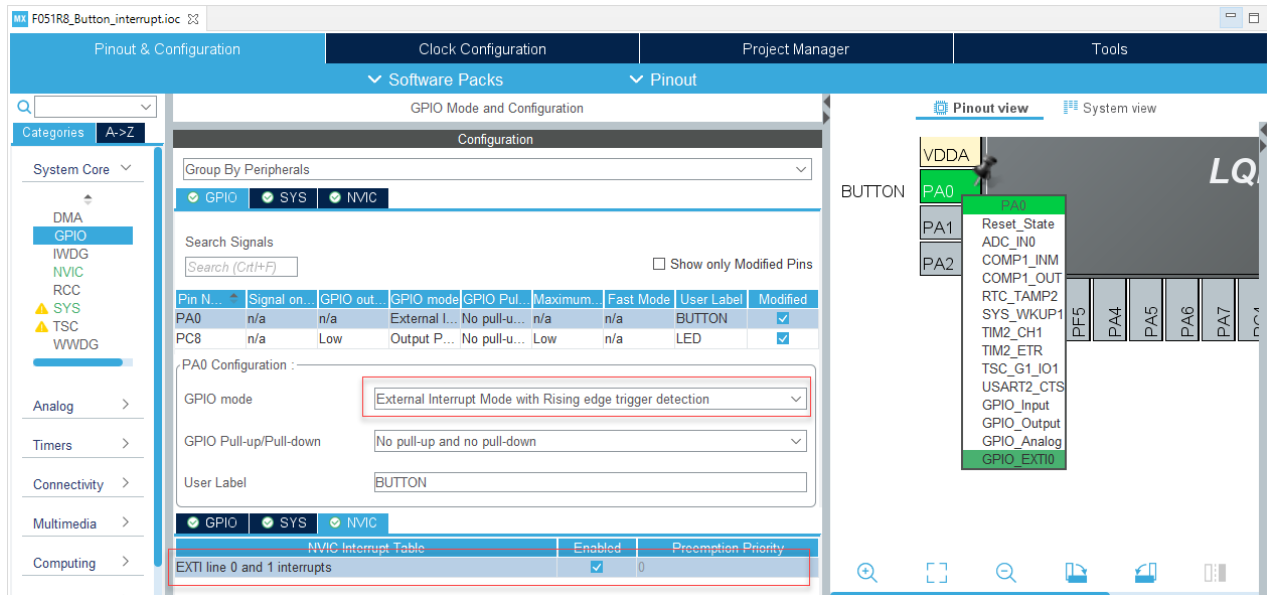 MX F051R8_Button_interrupt.ioc
Pinout & Configuration
Clock Configuration
Project Manager
Tools
Software Packs
Pinout
GPIO Mode and Configuration
Configuration
Categories
A->Z
System Core
DMA
GPIO
IWDG
NVIC
RCC
SYS
TSC
WWDG
Analog
Timers
Connectivity
Multimedia
Computing
Group By Peripherals
GPIO SYS NVIC
Search Signals
Search (Crtl+F)
Show only Modified Pins
Pin N... Signal on... GPIO out... GPIO mode GPIO Pul... Maximum... Fast Mode User Label Modified
PA0 n/a n/a External I... No pull-u... n/a n/a BUTTON
PC8 n/a Low Output P... No pull-u... Low n/a LED
PA0 Configuration :
GPIO mode External Interrupt Mode with Rising edge trigger detection
GPIO Pull-up/Pull-down No pull-up and no pull-down
User Label BUTTON
GPIO SYS NVIC
NVIC Interrupt Table Enabled Preemption Priority
EXTI line 0 and 1 interrupts 0
Pinout view
System view
VDDA
BUTTON PA0
PA1
PA2
LQ
PA0
Reset_State
ADC_IN0
COMP1_INM
COMP1_OUT
RTC_TAMP2
SYS_WKUP1
TIM2_CH1
TIM2_ETR
TSC_G1_IO1
USART2_CTS
GPIO_Input
GPIO_Output
GPIO_Analog
GPIO_EXTI0
PF5
PA4
PA5
PA6
PA7